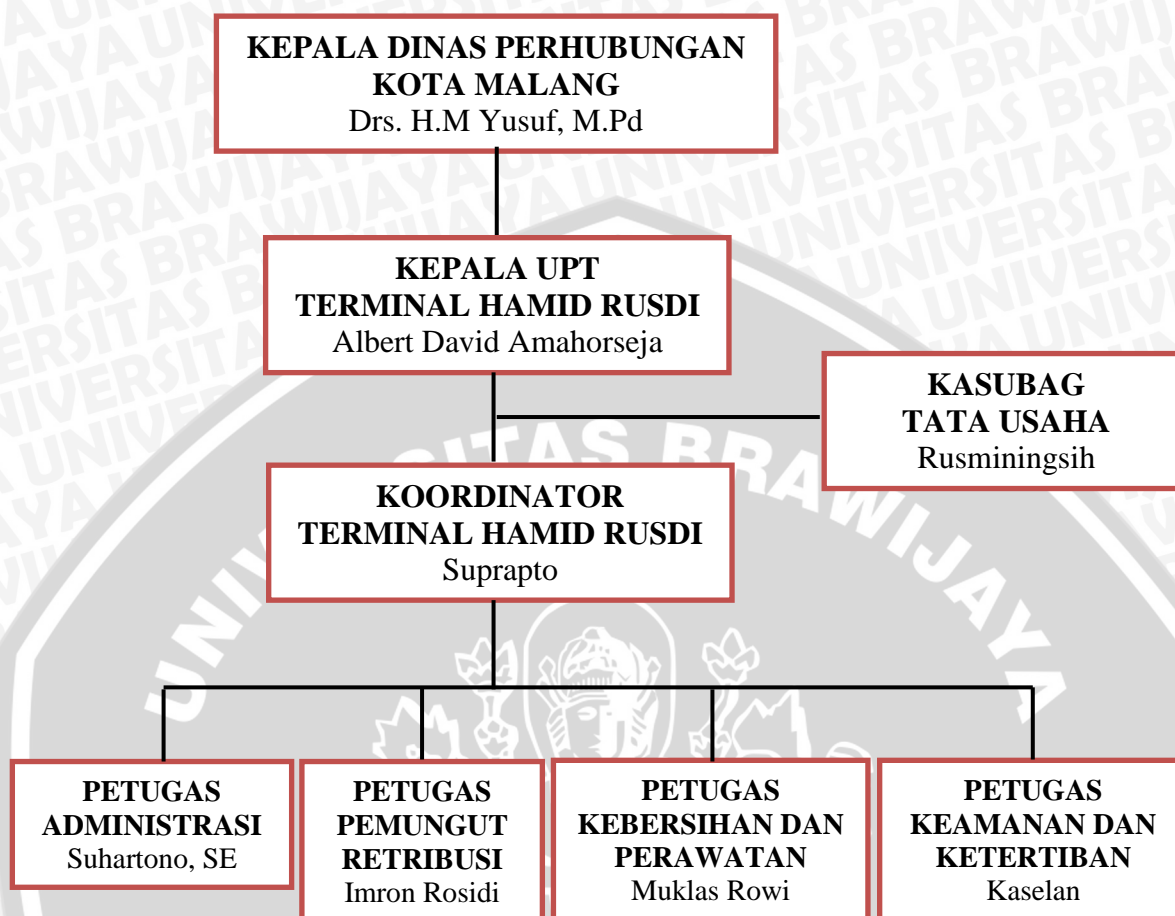 KEPALA DINAS PERHUBUNGAN
KOTA MALANG
Drs. H.M Yusuf, M.Pd
KEPALA UPT
TERMINAL HAMID RUSDI
Albert David Amahorseja
KASUBAG
TATA USAHA
Rusminingsih
KOORDINATOR
TERMINAL HAMID RUSDI
Suprapto
PETUGAS
ADMINISTRASI
Suhartono, SE
PETUGAS
PEMUNGUT
RETRIBUSI
Imron Rosidi
PETUGAS
KEBERSIHAN DAN
PERAWATAN
Muklas Rowi
PETUGAS
KEAMANAN DAN
KETERTIBAN
Kaselan
UNIVERSITAS BRAWIJAYA